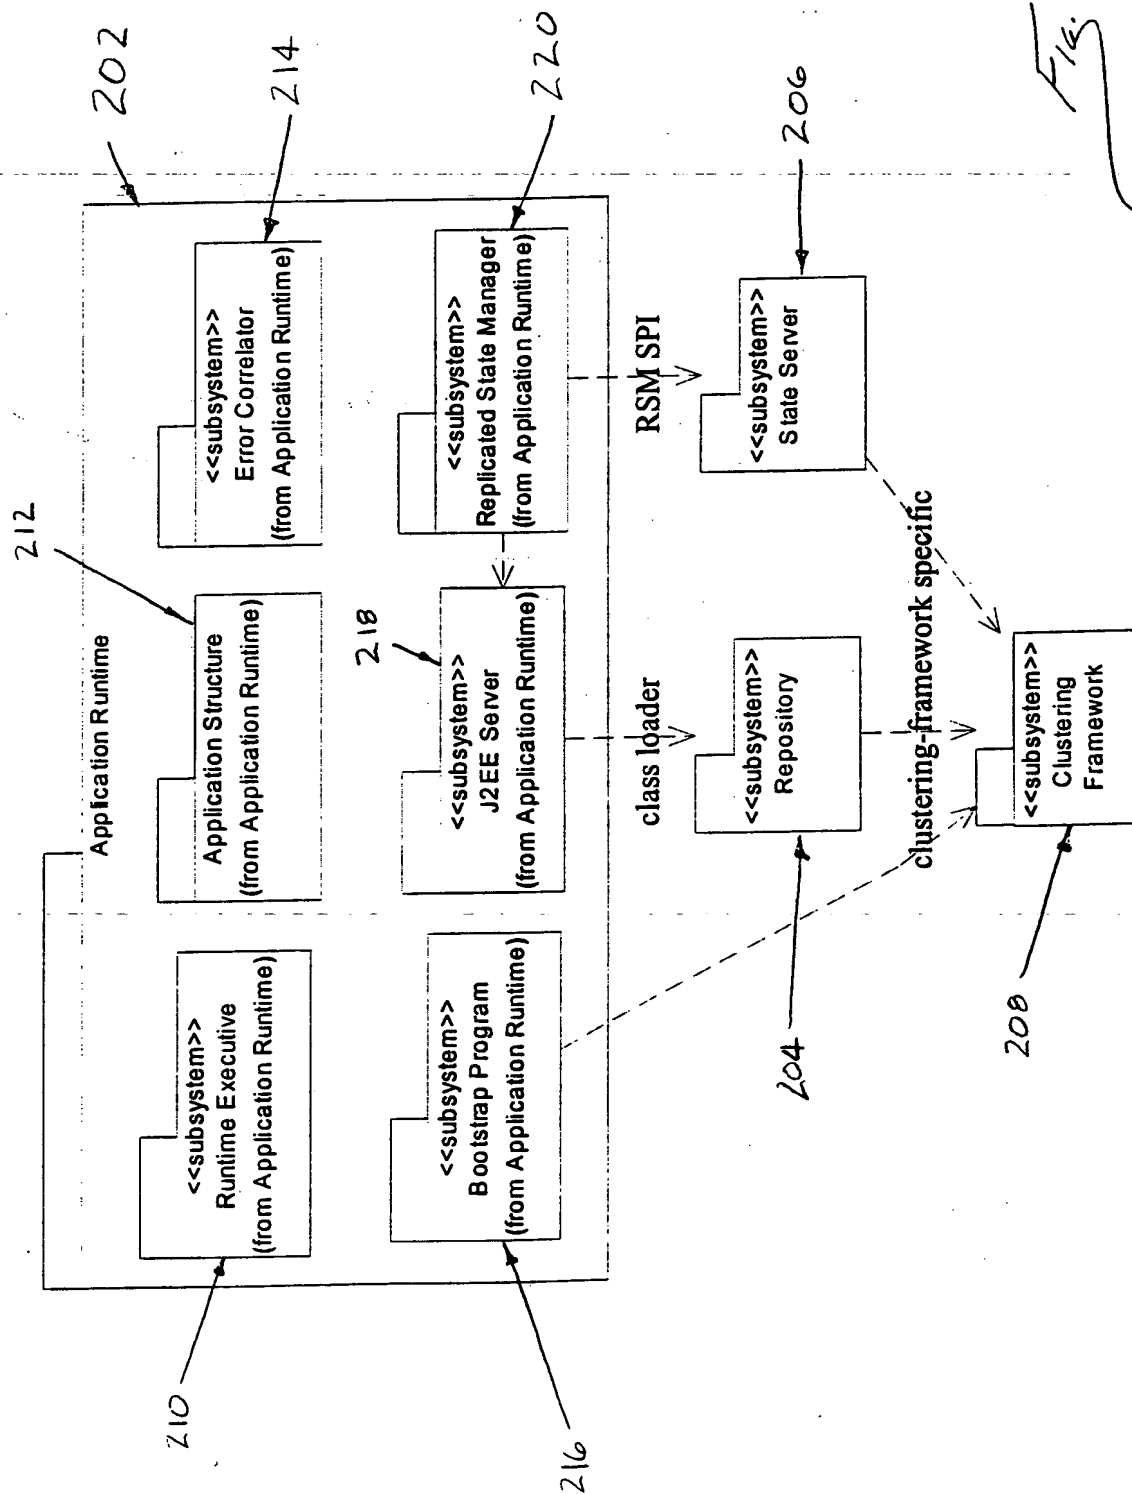 202
Application Runtime
212
214
<<subsystem>>
Runtime Executive
(from Application Runtime)
210
Application Structure
(from Application Runtime)
<<subsystem>>
Error Correlator
(from Application Runtime)
218
220
<<subsystem>>
Bootstrap Program
(from Application Runtime)
216
<<subsystem>>
J2EE Server
(from Application Runtime)
<<subsystem>>
Replicated State Manager
(from Application Runtime)
class loader
RSM SPI
<<subsystem>>
Repository
204
<<subsystem>>
State Server
206
clustering-framework specific
<<subsystem>>
Clustering
Framework
208
Fig.